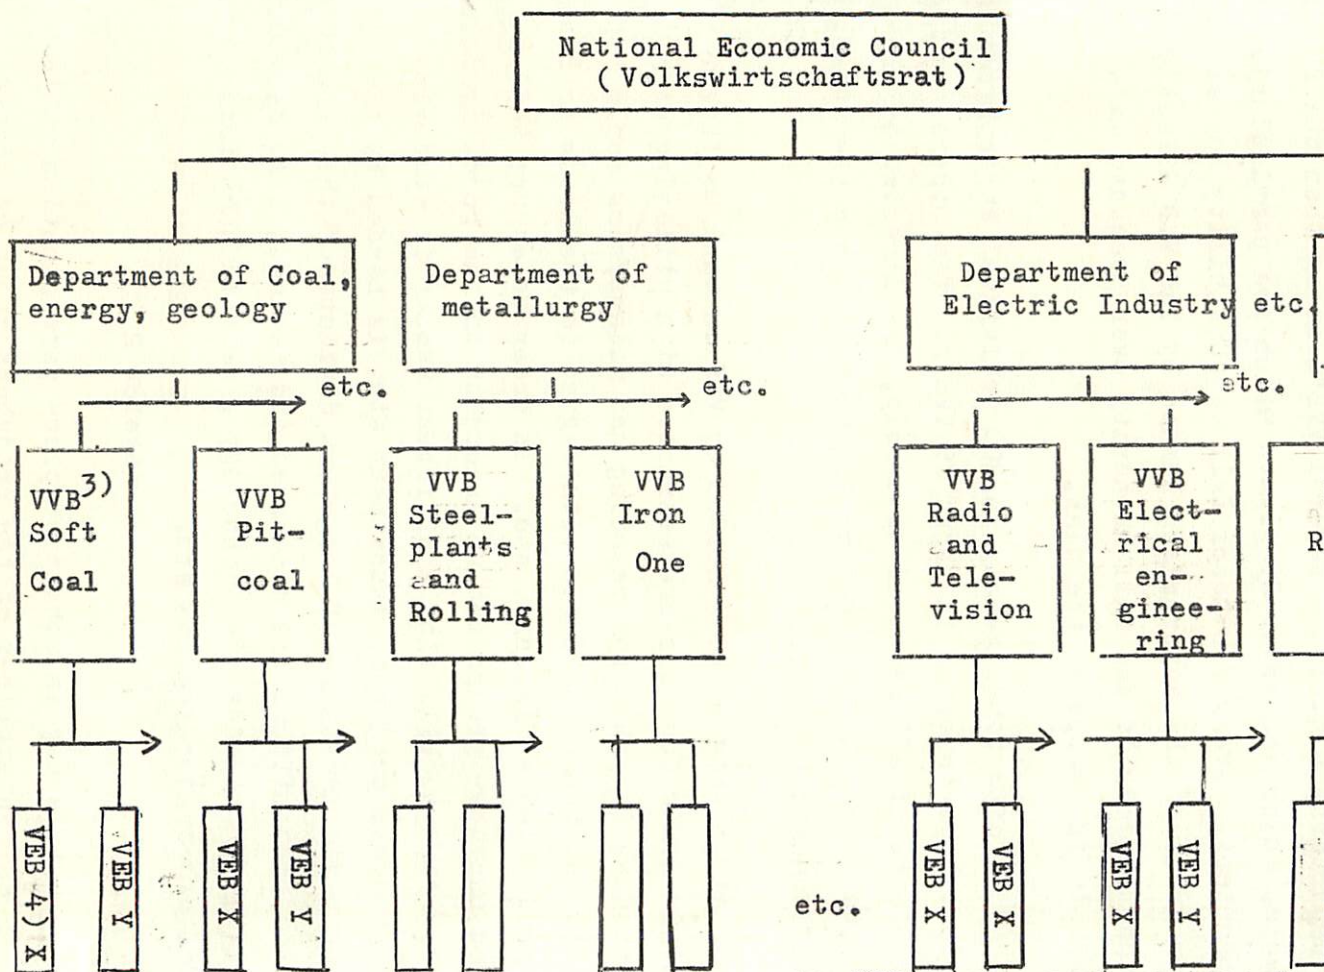 National Economic Council
(Volkswirtschaftsrat)
Department of Coal,
energy, geology
Department of
metallurgy
Department of
Electric Industry
etc.
etc.
etc.
etc.
VVB3)
Soft
Coal
VVB
Pit-
coal
VVB
Steel-
plants
and
Rolling
VVB
Iron
One
VVB
Radio
and
Tele-
vision
VVB
Elect-
rical
en-
ginee-
ring
R
VEB 4) X
VEB Y
VEB X
VEB Y
etc.
VEB X
VEB X
VEB X
VEB Y